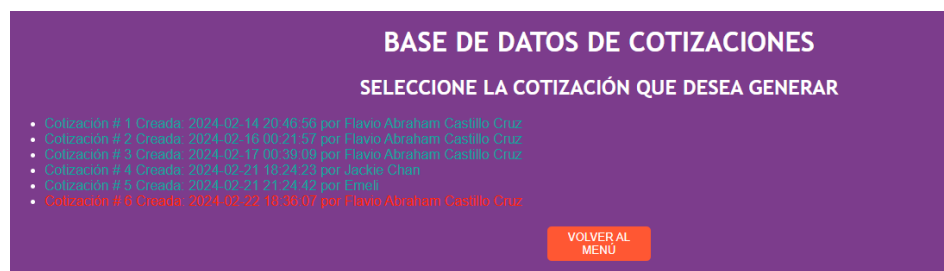 BASE DE DATOS DE COTIZACIONES
SELECCIONE LA COTIZACIÓN QUE DESEA GENERAR
Cotización # 1 Creada: 2024-02-14 20:46:56 por Flavio Abraham Castillo Cruz
Cotización # 2 Creada: 2024-02-16 00:21:57 por Flavio Abraham Castillo Cruz
Cotización # 3 Creada: 2024-02-17 00:39:09 por Flavio Abraham Castillo Cruz
Cotización # 4 Creada: 2024-02-21 18:24:23 por Jackie Chan
Cotización # 5 Creada: 2024-02-21 21:24:42 por Emeli
Cotización # 6 Creada: 2024-02-22 18:36:07 por Flavio Abraham Castillo Cruz
VOLVER AL
MENÚ